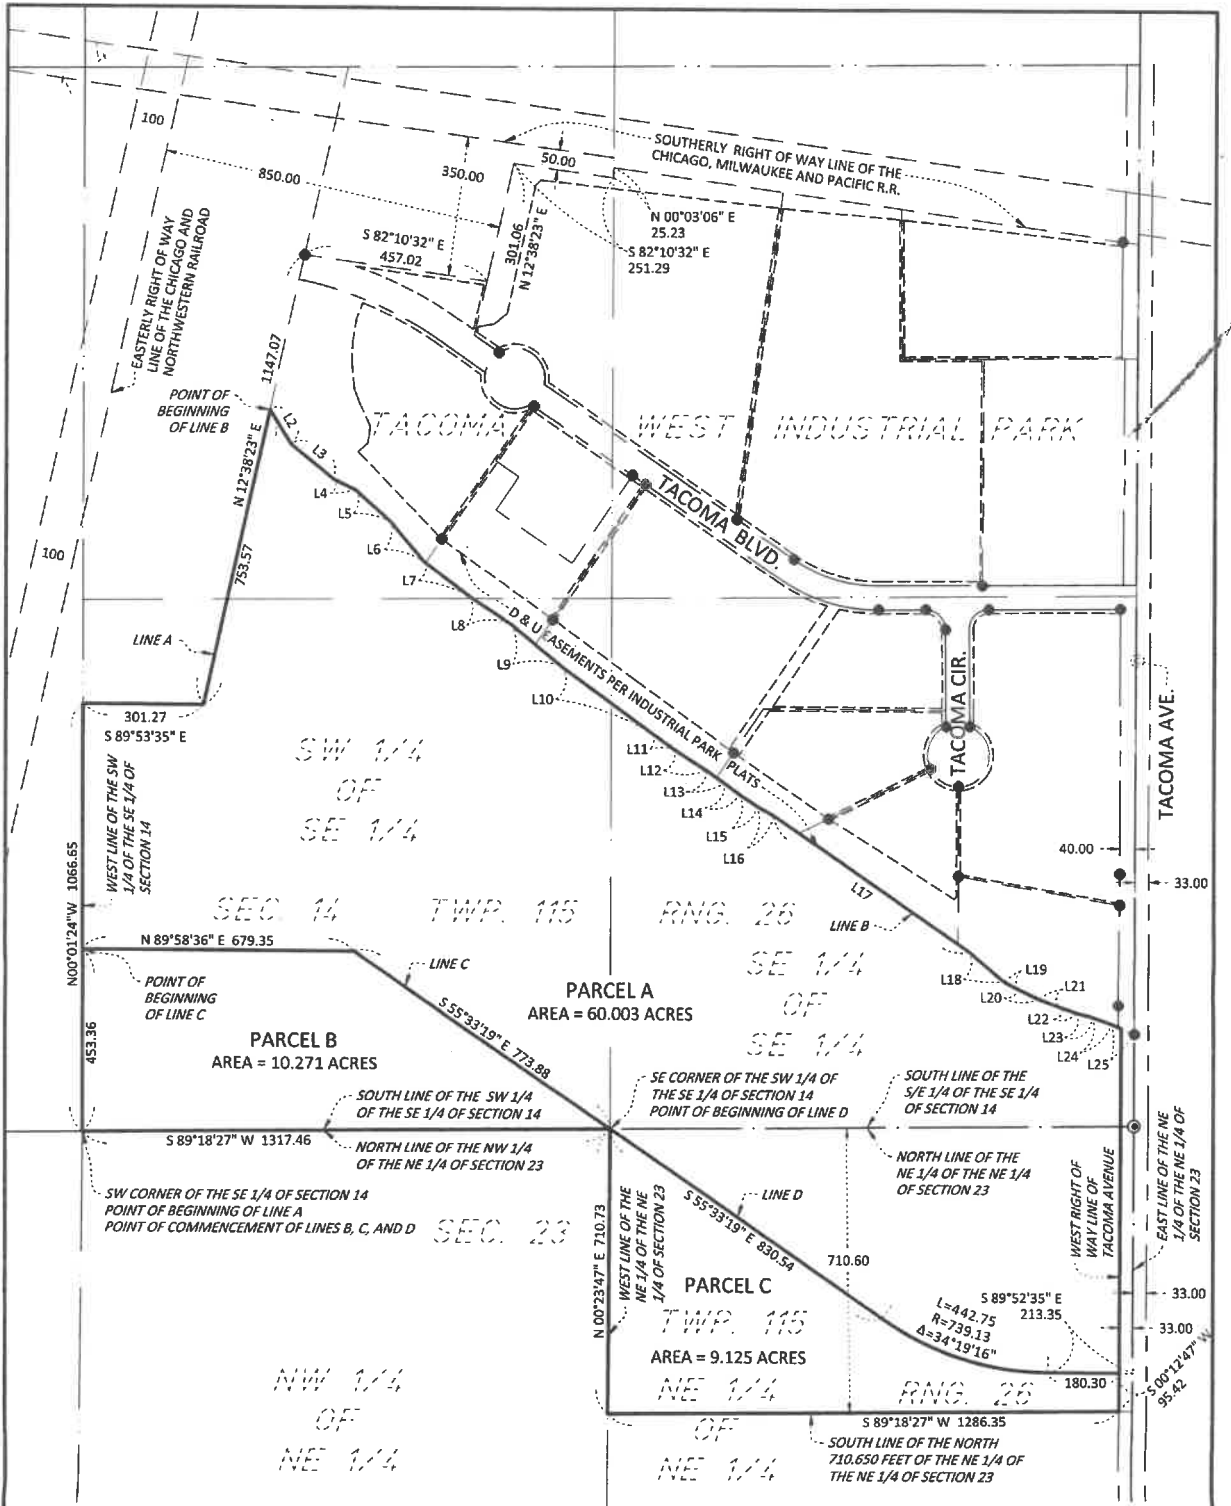 100
850.00
350.00
50.00
SOUTHERLY RIGHT OF WAY LINE OF THE
CHICAGO, MILWAUKEE AND PACIFIC R.R.
N 00°03'06" E
25.23
S 82°10'32" E
251.29
301.06
N 12°38'23" E
S 82°10'32" E
457.02
EASTERLY RIGHT OF WAY
LINE OF THE CHICAGO AND
NORTHWESTERN RAILROAD
1147.07
POINT OF
BEGINNING
OF LINE B
N 12°38'23" E
753.57
TACOMA WEST INDUSTRIAL PARK
L2
L3
L4
L5
L6
L7
L8
L9
L10
L11
L12
L13
L14
L15
L16
L17
L18
L19
L20
L21
L22
L23
L24
L25
TACOMA BLVD.
D & U EASEMENTS PER INDUSTRIAL PARK PLATS
TACOMA CIR.
TACOMA AVE.
100
LINE A
301.27
S 89°53'35" E
WEST LINE OF THE SW
1/4 OF THE SE 1/4 OF
SECTION 14
N00°01'24"W 1066.65
SW 1/4
OF
SE 1/4
40.00
33.00
LINE B
SEC. 14 TWP. 115 RNG. 26
SE 1/4
OF
SE 1/4
N 89°58'36" E 679.35
LINE C
POINT OF
BEGINNING
OF LINE C
PARCEL A
AREA = 60.003 ACRES
S 55°33'19" E 773.88
PARCEL B
AREA = 10.271 ACRES
453.36
SOUTH LINE OF THE SW 1/4
OF THE SE 1/4 OF SECTION 14
SE CORNER OF THE SW 1/4 OF
THE SE 1/4 OF SECTION 14
POINT OF BEGINNING OF LINE D
SOUTH LINE OF THE
S/E 1/4 OF THE SE 1/4
OF SECTION 14
S 89°18'27" W 1317.46
NORTH LINE OF THE NW 1/4
OF THE NE 1/4 OF SECTION 23
NORTH LINE OF THE
NE 1/4 OF THE NE 1/4
OF SECTION 23
SW CORNER OF THE SE 1/4 OF SECTION 14
POINT OF BEGINNING OF LINE A
POINT OF COMMENCEMENT OF LINES B, C, AND D
SEC. 23
N 00°23'47" E 710.73
WEST LINE OF THE
NE 1/4 OF THE NE
1/4 OF SECTION 23
LINE D
S 55°33'19" E 830.54
710.60
WEST RIGHT OF
WAY LINE OF
TACOMA AVENUE
EAST LINE OF THE NE
1/4 OF THE NE 1/4 OF
SECTION 23
PARCEL C
TWP. 115
AREA = 9.125 ACRES
L=442.75
R=739.13
Δ=34°19'16"
S 89°52'35" E
213.35
33.00
33.00
180.30
S 00°12'47" W
95.42
NW 1/4
OF
NE 1/4
NE 1/4
OF
NE 1/4
RNG. 26
S 89°18'27" W 1286.35
SOUTH LINE OF THE NORTH
710.650 FEET OF THE NE 1/4 OF
THE NE 1/4 OF SECTION 23